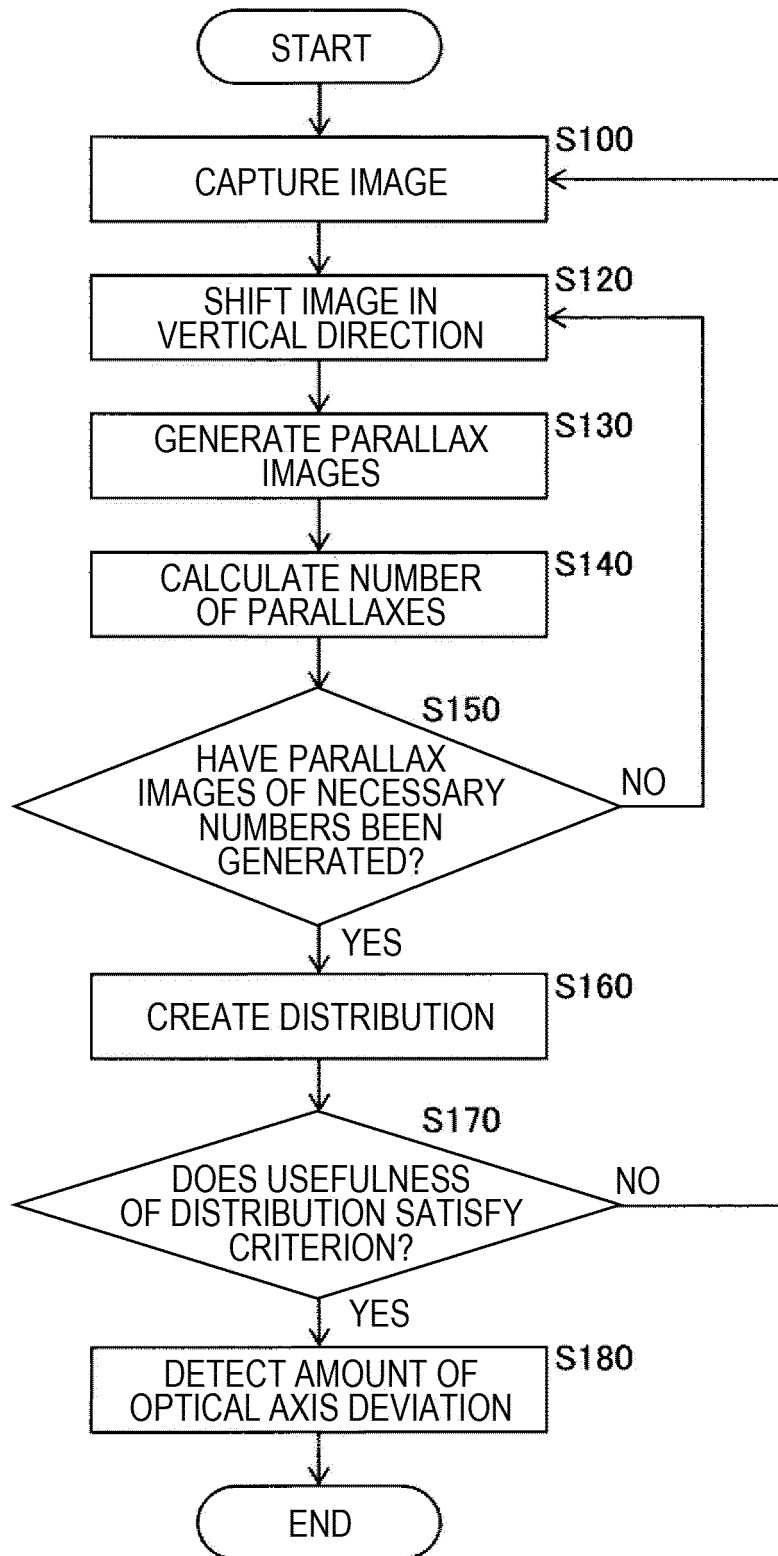 START
S100
CAPTURE IMAGE
S120
SHIFT IMAGE IN
VERTICAL DIRECTION
S130
GENERATE PARALLAX
IMAGES
S140
CALCULATE NUMBER
OF PARALLAXES
S150
HAVE PARALLAX
IMAGES OF NECESSARY
NUMBERS BEEN
GENERATED?
NO
YES
S160
CREATE DISTRIBUTION
S170
DOES USEFULNESS
OF DISTRIBUTION SATISFY
CRITERION?
NO
YES
S180
DETECT AMOUNT OF
OPTICAL AXIS DEVIATION
END